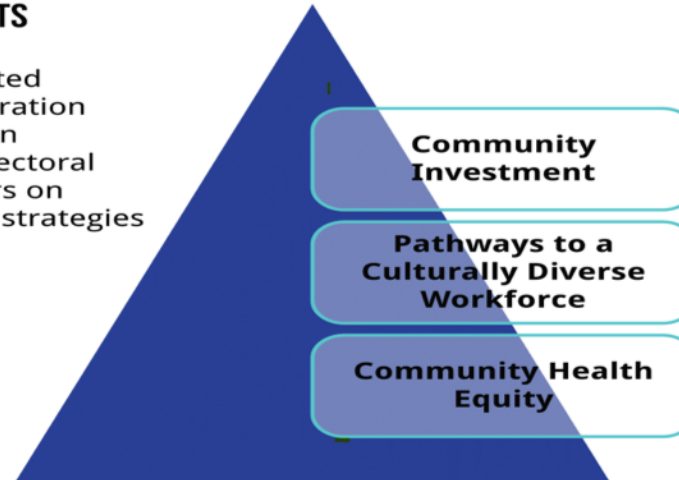 TS
ted
ration
n
ectoral
rs on
strategies
Community
Investment
Pathways to a
Culturally Diverse
Workforce
Community Health
Equity